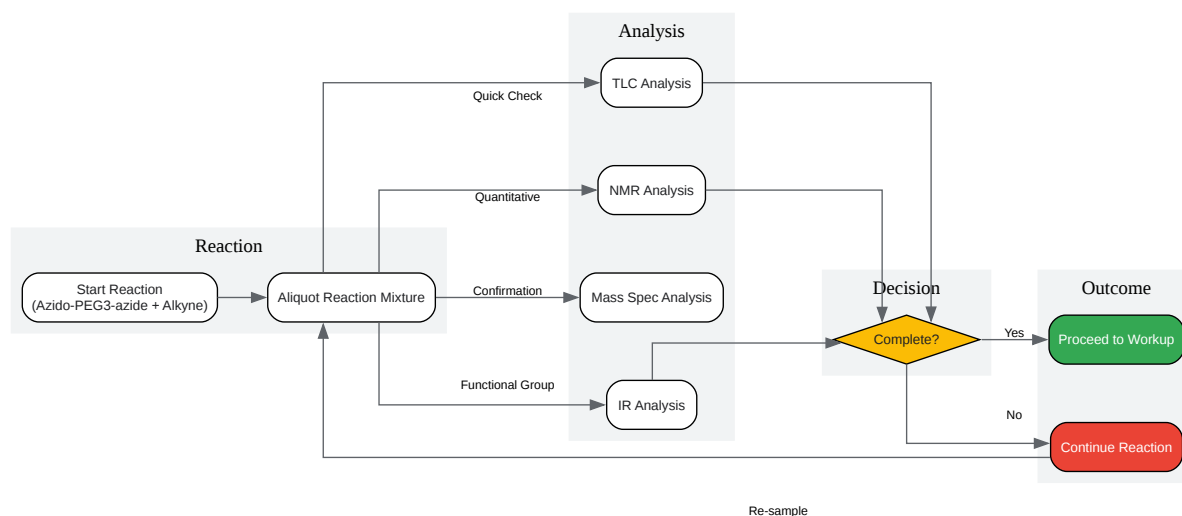 Analysis
TLC Analysis
Quick Check
NMR Analysis
Quantitative
Reaction
Start Reaction
(Azido-PEG3-azide + Alkyne)
Aliquot Reaction Mixture
Confirmation
Mass Spec Analysis
Decision
Complete?
Outcome
Yes
Proceed to Workup
Functional Group
IR Analysis
No
Continue Reaction
Re-sample